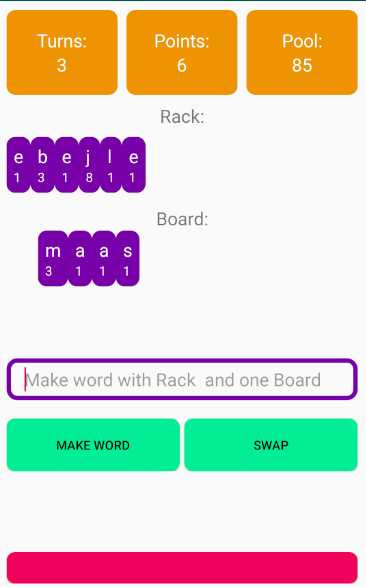 Turns: Points: Pool:
3 6 85
Rack:
e b e j l e
1 3 1 8 1 1
Board:
m a a s
3 1 1 1
Make word with Rack  and one Board
MAKE WORD SWAP